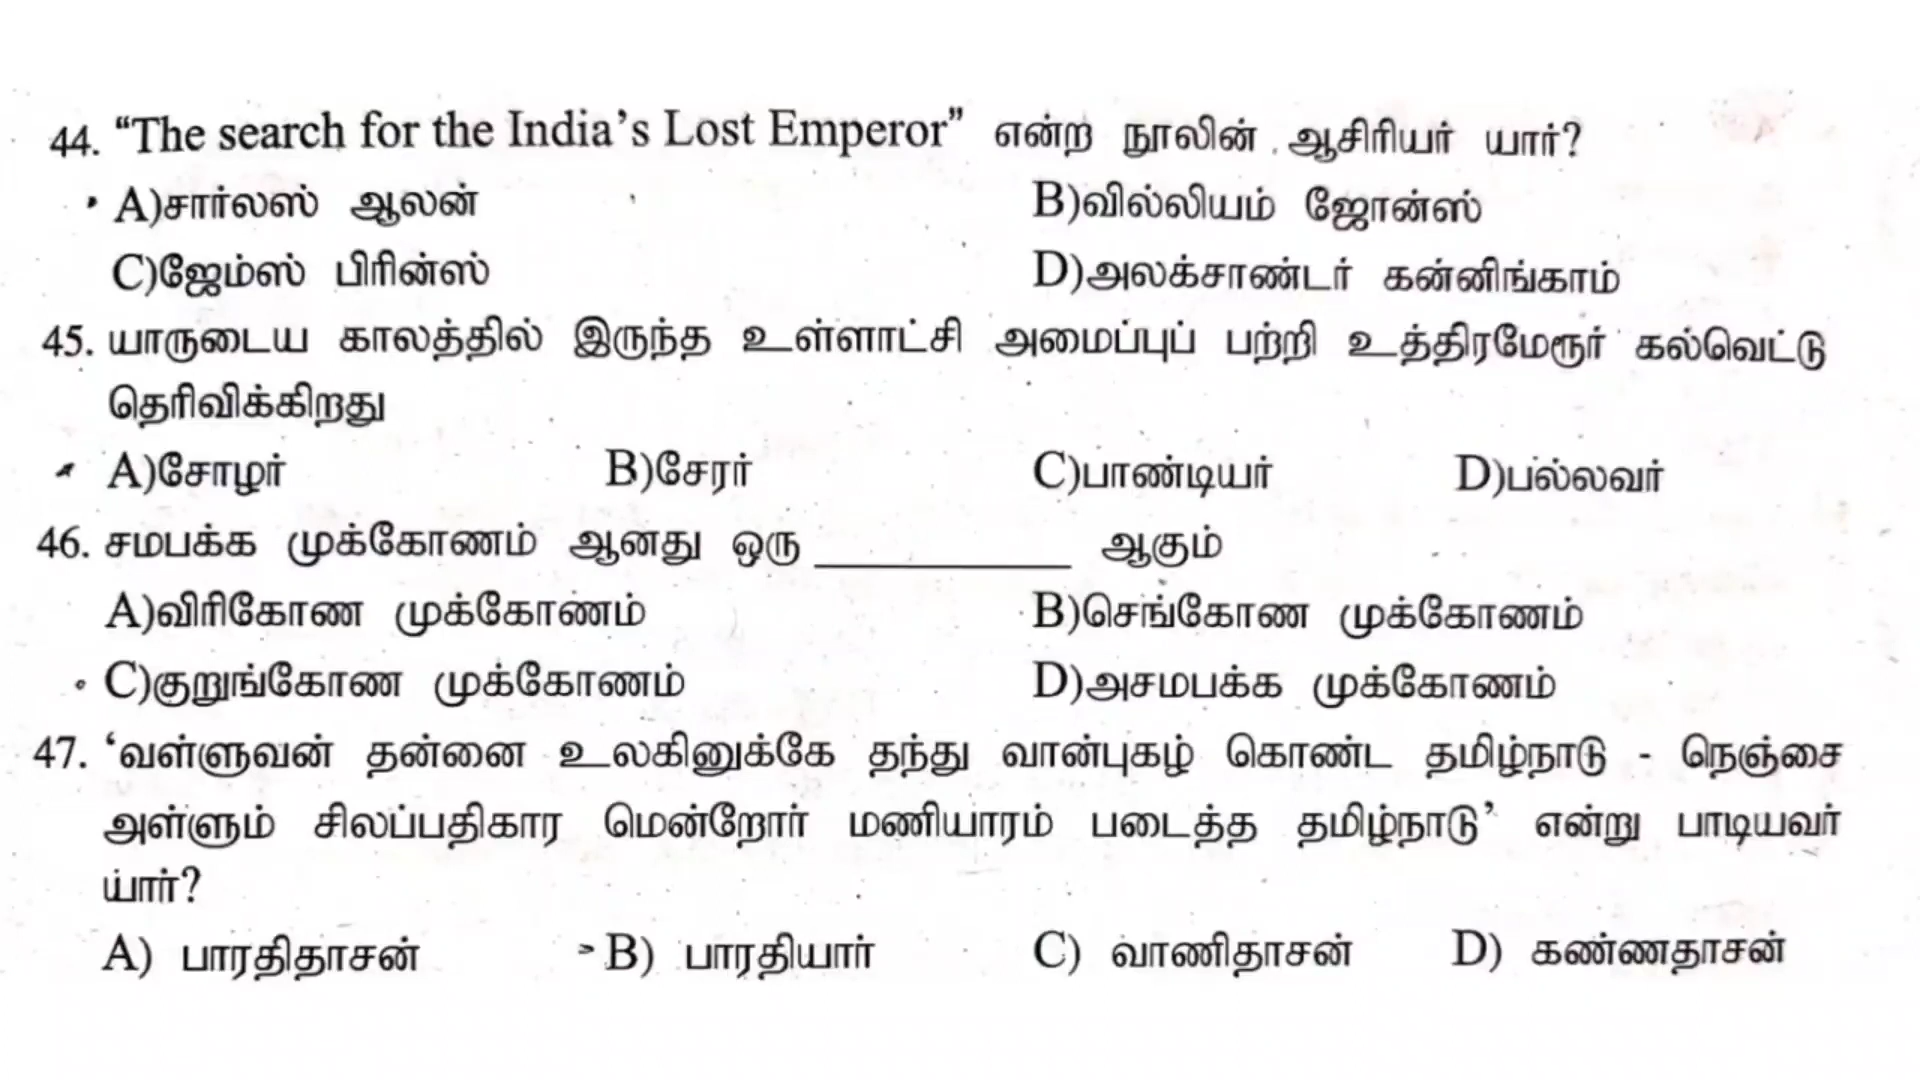 44. “The search for the India’s Lost Emperor” என்ற நூலின் ஆசிரியர் யார்?
A)சார்லஸ் ஆலன் B)வில்லியம் ஜோன்ஸ்
C)ஜேம்ஸ் பிரின்ஸ் D)அலக்சாண்டர் கன்னிங்காம்
45. யாருடைய காலத்தில் இருந்த உள்ளாட்சி அமைப்புப் பற்றி உத்திரமேரூர் கல்வெட்டு
தெரிவிக்கிறது
A)சோழர் B)சேரர் C)பாண்டியர் D)பல்லவர்
46. சமபக்க முக்கோணம் ஆனது ஒரு ____________ ஆகும்
A)விரிகோண முக்கோணம் B)செங்கோண முக்கோணம்
C)குறுங்கோண முக்கோணம் D)அசமபக்க முக்கோணம்
47. ‘வள்ளுவன் தன்னை உலகினுக்கே தந்து வான்புகழ் கொண்ட தமிழ்நாடு - நெஞ்சை
அள்ளும் சிலப்பதிகார மென்றோர் மணியாரம் படைத்த தமிழ்நாடு’ என்று பாடியவர்
யார்?
A) பாரதிதாசன் B) பாரதியார் C) வாணிதாசன் D) கண்ணதாசன்